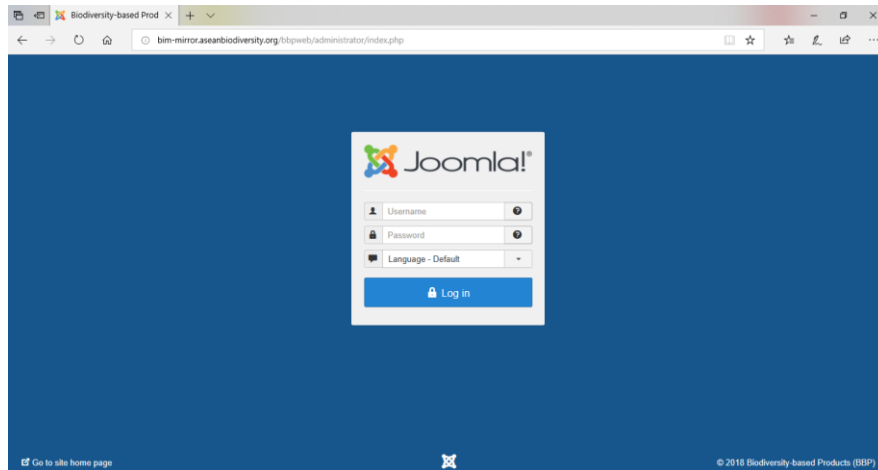 Biodiversity-based Prod
bim-mirror.aseanbiodiversity.org/bbpweb/administrator/index.php
Joomla!®
Username
Password
Language - Default
Log in
Go to site home page
© 2018 Biodiversity-based Products (BBP)